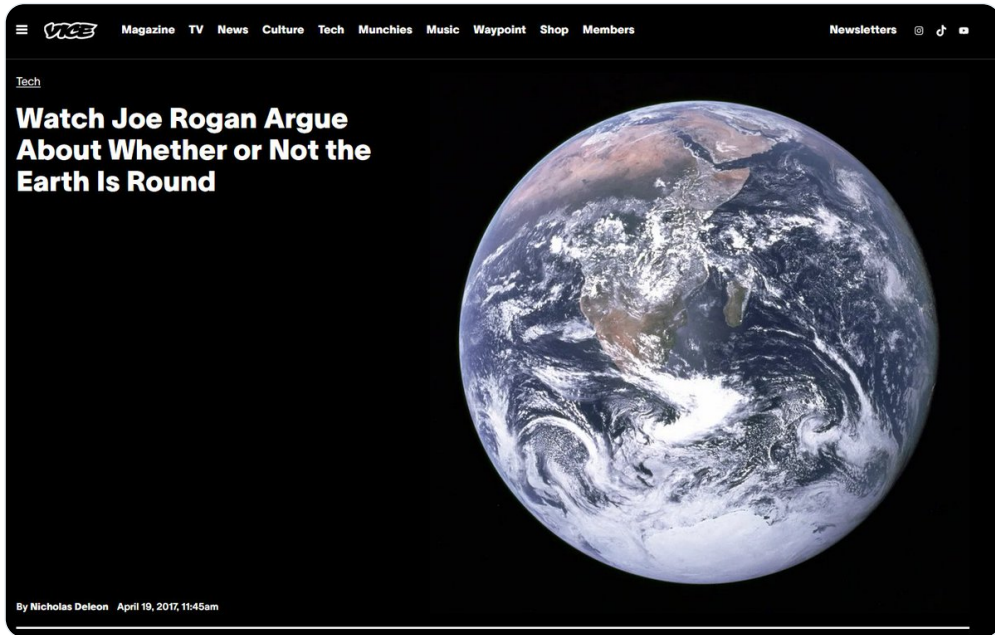 VICE Magazine TV News Culture Tech Munchies Music Waypoint Shop Members Newsletters
Tech
Watch Joe Rogan Argue
About Whether or Not the
Earth Is Round
By Nicholas Deleon April 19, 2017, 11:45am